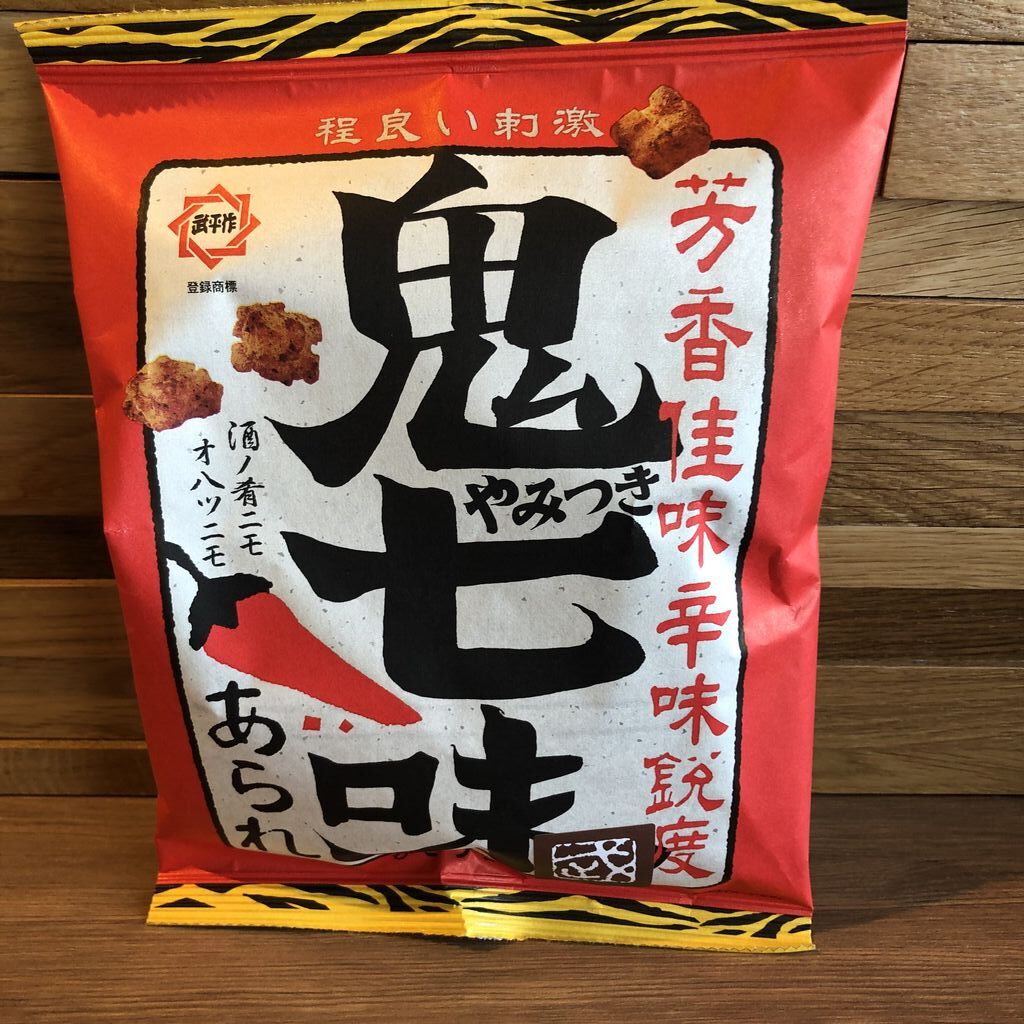 程良い刺激
芳香佳味辛味鋭度
鬼七味
やみつき
武平作
登録商標
酒ノ肴ニモ
オハツニモ
あられ
武